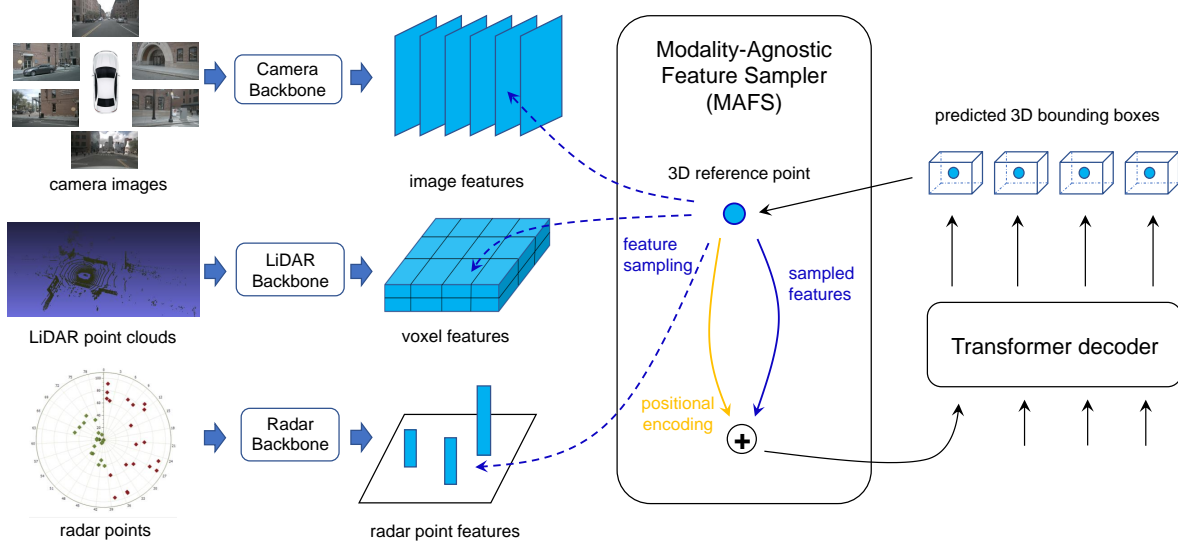 camera images
Camera
Backbone
image features
LiDAR point clouds
LiDAR
Backbone
voxel features
radar points
Radar
Backbone
radar point features
Modality-Agnostic
Feature Sampler
(MAFS)
3D reference point
feature
sampling
sampled
features
positional
encoding
+
predicted 3D bounding boxes
Transformer decoder